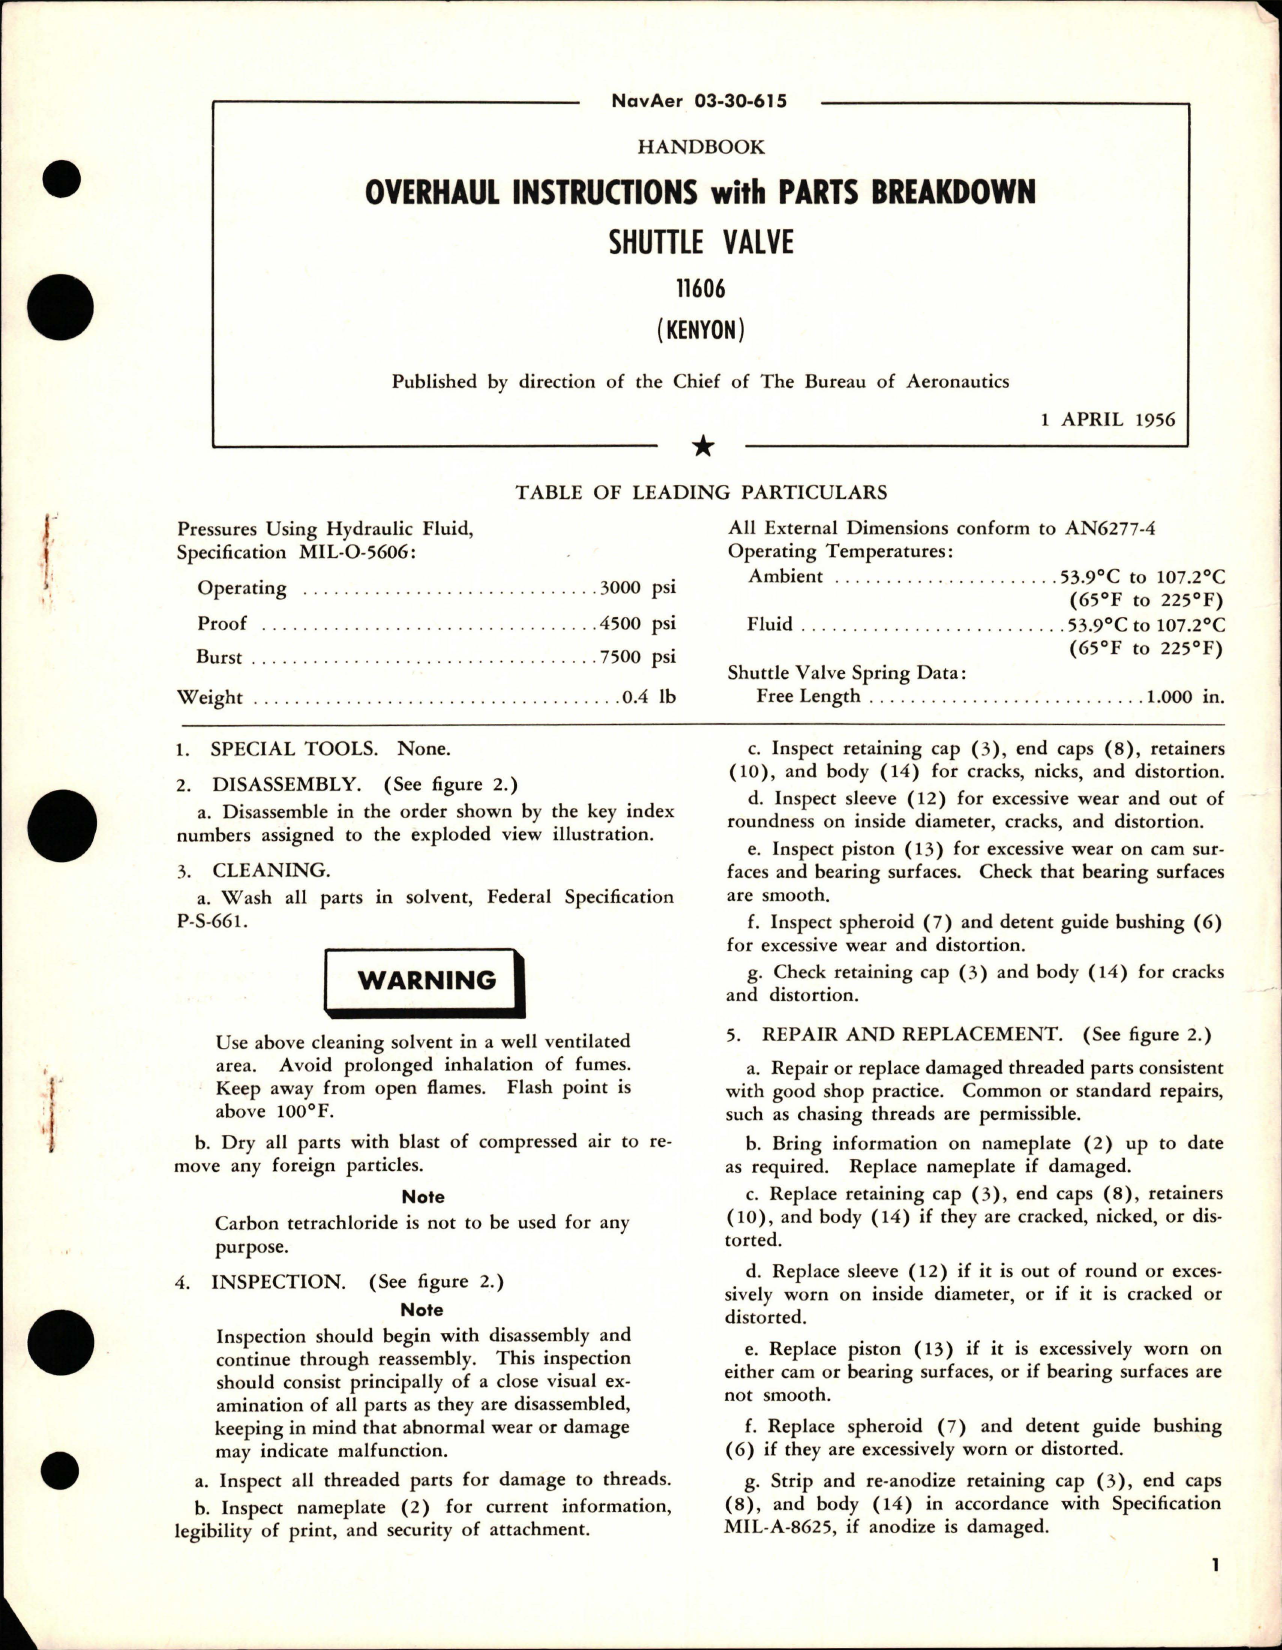 NavAer 03-30-615
HANDBOOK
OVERHAUL INSTRUCTIONS with PARTS BREAKDOWN
SHUTTLE VALVE
11606
(KENYON)
Published by direction of the Chief of The Bureau of Aeronautics
1 APRIL 1956
TABLE OF LEADING PARTICULARS
Pressures Using Hydraulic Fluid,
Specification MIL-O-5606:
Operating ............................. 3000 psi
Proof ................................. 4500 psi
Burst .................................. 7500 psi
Weight .................................... 0.4 lb
All External Dimensions conform to AN6277-4
Operating Temperatures:
Ambient ...................... 53.9°C to 107.2°C
(65°F to 225°F)
Fluid .......................... 53.9°C to 107.2°C
(65°F to 225°F)
Shuttle Valve Spring Data:
Free Length ........................... 1.000 in.
1. SPECIAL TOOLS. None.
2. DISASSEMBLY. (See figure 2.)
a. Disassemble in the order shown by the key index
numbers assigned to the exploded view illustration.
3. CLEANING.
a. Wash all parts in solvent, Federal Specification
P-S-661.
WARNING
Use above cleaning solvent in a well ventilated
area. Avoid prolonged inhalation of fumes.
Keep away from open flames. Flash point is
above 100°F.
b. Dry all parts with blast of compressed air to re-
move any foreign particles.
Note
Carbon tetrachloride is not to be used for any
purpose.
4. INSPECTION. (See figure 2.)
Note
Inspection should begin with disassembly and
continue through reassembly. This inspection
should consist principally of a close visual ex-
amination of all parts as they are disassembled,
keeping in mind that abnormal wear or damage
may indicate malfunction.
a. Inspect all threaded parts for damage to threads.
b. Inspect nameplate (2) for current information,
legibility of print, and security of attachment.
c. Inspect retaining cap (3), end caps (8), retainers
(10), and body (14) for cracks, nicks, and distortion.
d. Inspect sleeve (12) for excessive wear and out of
roundness on inside diameter, cracks, and distortion.
e. Inspect piston (13) for excessive wear on cam sur-
faces and bearing surfaces. Check that bearing surfaces
are smooth.
f. Inspect spheroid (7) and detent guide bushing (6)
for excessive wear and distortion.
g. Check retaining cap (3) and body (14) for cracks
and distortion.
5. REPAIR AND REPLACEMENT. (See figure 2.)
a. Repair or replace damaged threaded parts consistent
with good shop practice. Common or standard repairs,
such as chasing threads are permissible.
b. Bring information on nameplate (2) up to date
as required. Replace nameplate if damaged.
c. Replace retaining cap (3), end caps (8), retainers
(10), and body (14) if they are cracked, nicked, or dis-
torted.
d. Replace sleeve (12) if it is out of round or exces-
sively worn on inside diameter, or if it is cracked or
distorted.
e. Replace piston (13) if it is excessively worn on
either cam or bearing surfaces, or if bearing surfaces are
not smooth.
f. Replace spheroid (7) and detent guide bushing
(6) if they are excessively worn or distorted.
g. Strip and re-anodize retaining cap (3), end caps
(8), and body (14) in accordance with Specification
MIL-A-8625, if anodize is damaged.
1